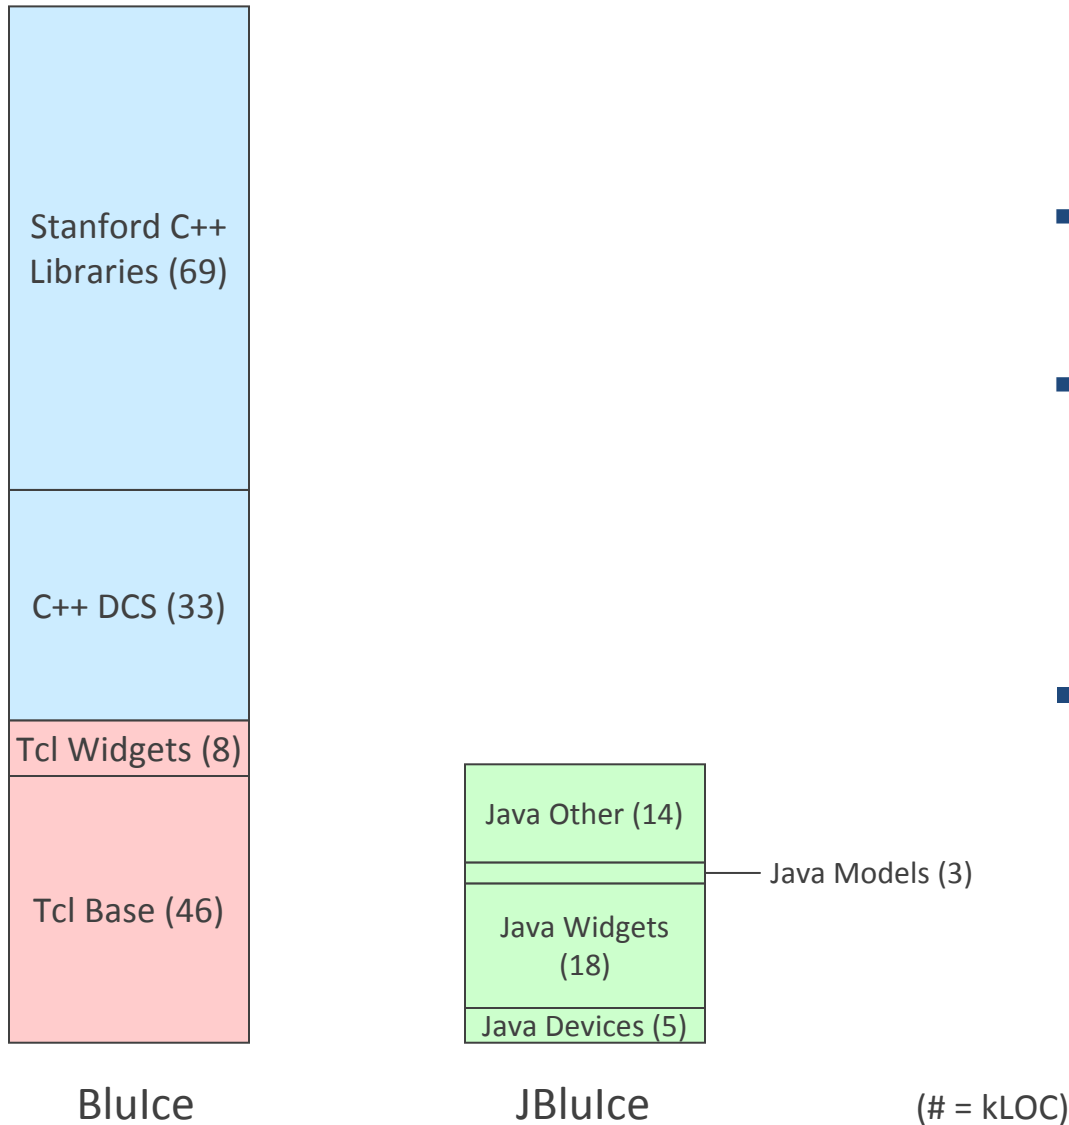 Stanford C++
Libraries (69)
C++ DCS (33)
Tcl Widgets (8)
Tcl Base (46)
Java Other (14)
Java Models (3)
Java Widgets
(18)
Java Devices (5)
BluIce
JBluIce
(# = kLOC)